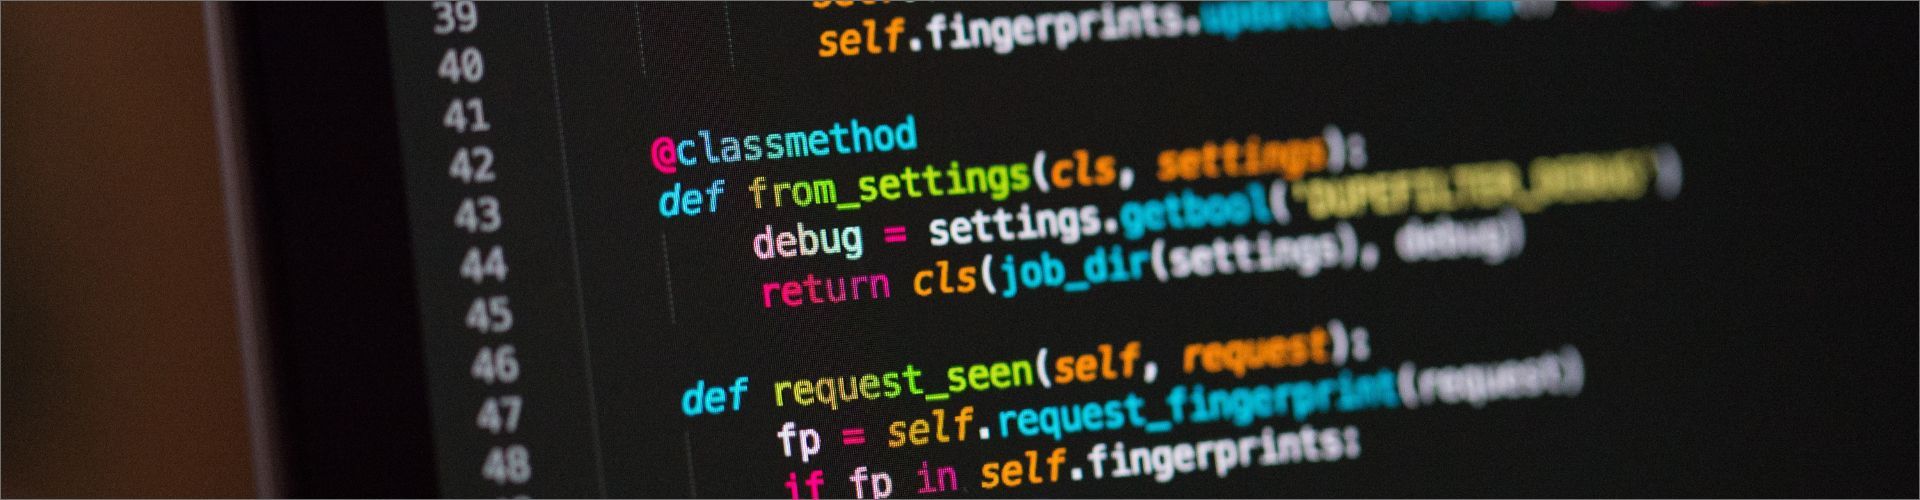 39
self.fingerprints.update(
40
41
42 @classmethod
43 def from_settings(cls, settings):
44 debug = settings.getbool('DUPEFILTER_DEBUG')
45 return cls(job_dir(settings), debug)
46
47 def request_seen(self, request):
48 fp = self.request_fingerprint(request)
if fp in self.fingerprints: